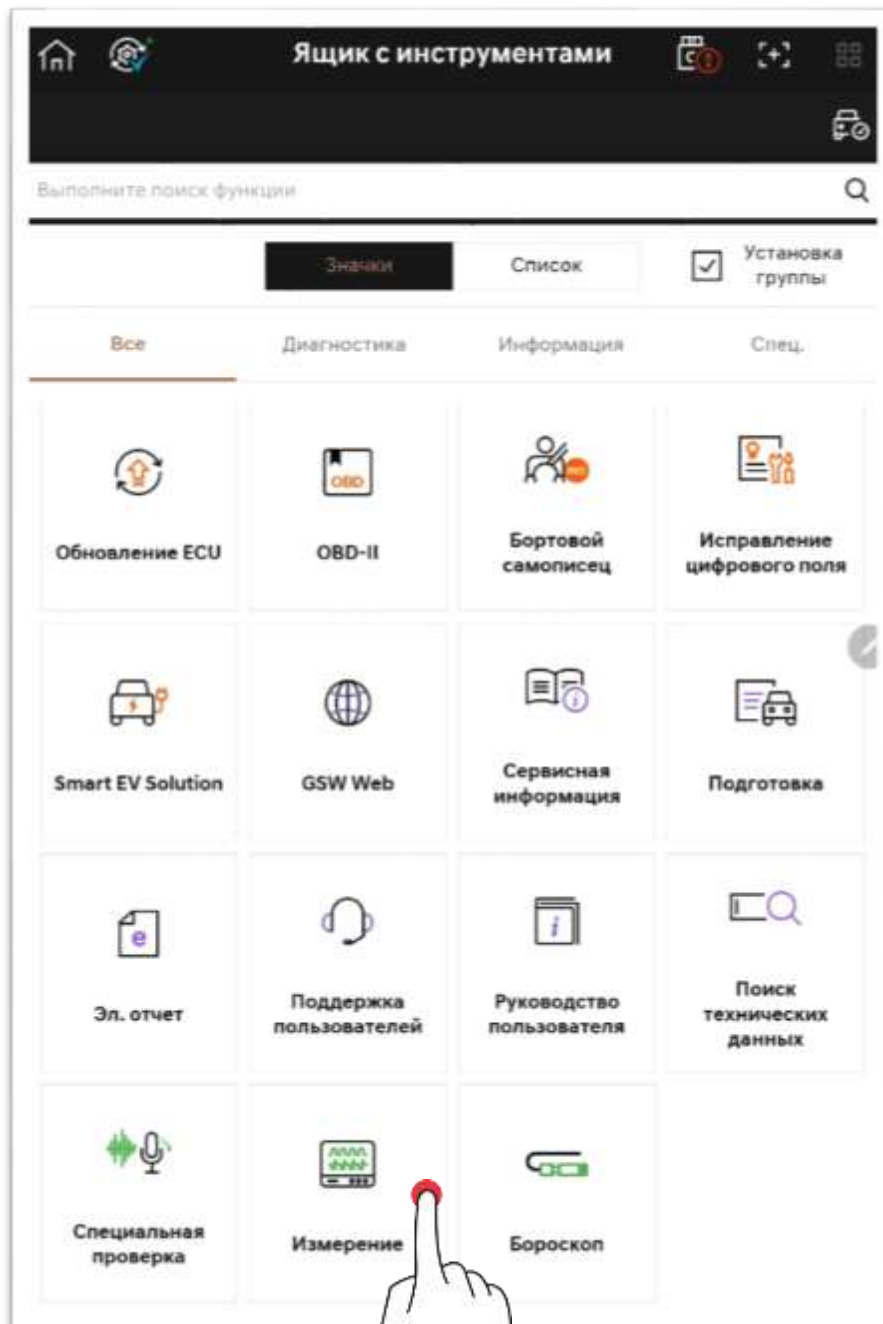 Ящик с инструментами
Выполните поиск функции
Значки
Список
Установка
группы
Все
Диагностика
Информация
Спец.
Обновление ECU
OBD
OBD-II
Бортовой
самописец
Исправление
цифрового поля
Smart EV Solution
GSW Web
i
Сервисная
информация
Подготовка
e
Эл. отчет
Поддержка
пользователей
i
Руководство
пользователя
Поиск
технических
данных
Специальная
проверка
Измерение
Бороскоп